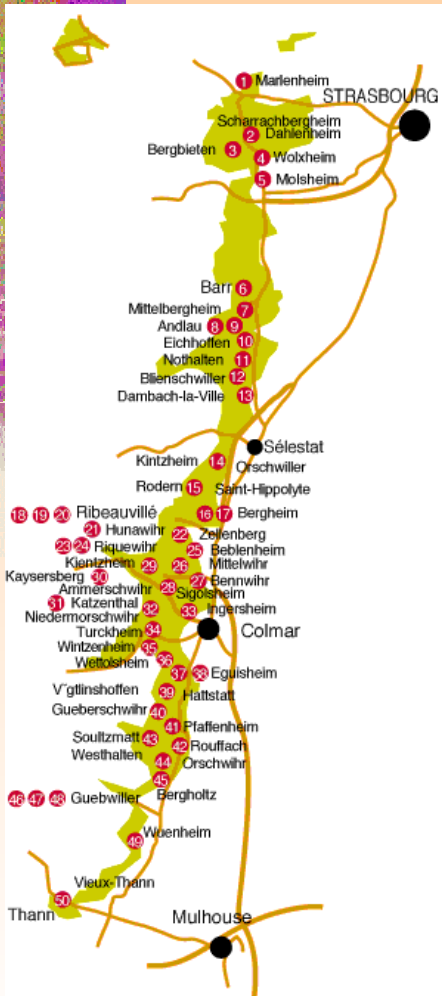 1 Marlenheim
STRASBOURG
Scharrachbergheim
2 Dahlenheim
Bergbieten 3
4 Wolxheim
5 Molsheim
Barr 6
Mittelbergheim 7
Andlau 8 9
Eichhoffen 10
Nothalten 11
Blienschwiller 12
Dambach-la-Ville 13
Sélestat
Kintzheim 14
Orschwiller
Rodern 15
Saint-Hippolyte
18 19 20 Ribeauvillé
16 17 Bergheim
21 Hunawihr
22 Zellenberg
23 24 Riquewihr
25 Beblenheim
Kientzheim 29
26 Mittelwihr
Kaysersberg 30
27 Bennwihr
Ammerschwihr 28
Sigolsheim
31 Katzenthal
32 33 Ingersheim
Niedermorschwihr
Turckheim 34
Colmar
Wintzenheim 35
Wettolsheim 36
37 38 Eguisheim
V¨gtlinshoffen 39
Hattstatt
Gueberschwihr 40
41 Pfaffenheim
Soultzmatt 43
42 Rouffach
Westhalten 44
Orschwihr
45
Bergholtz
46 47 48 Guebwiller
49 Wuenheim
Vieux-Thann
50
Thann
Mulhouse